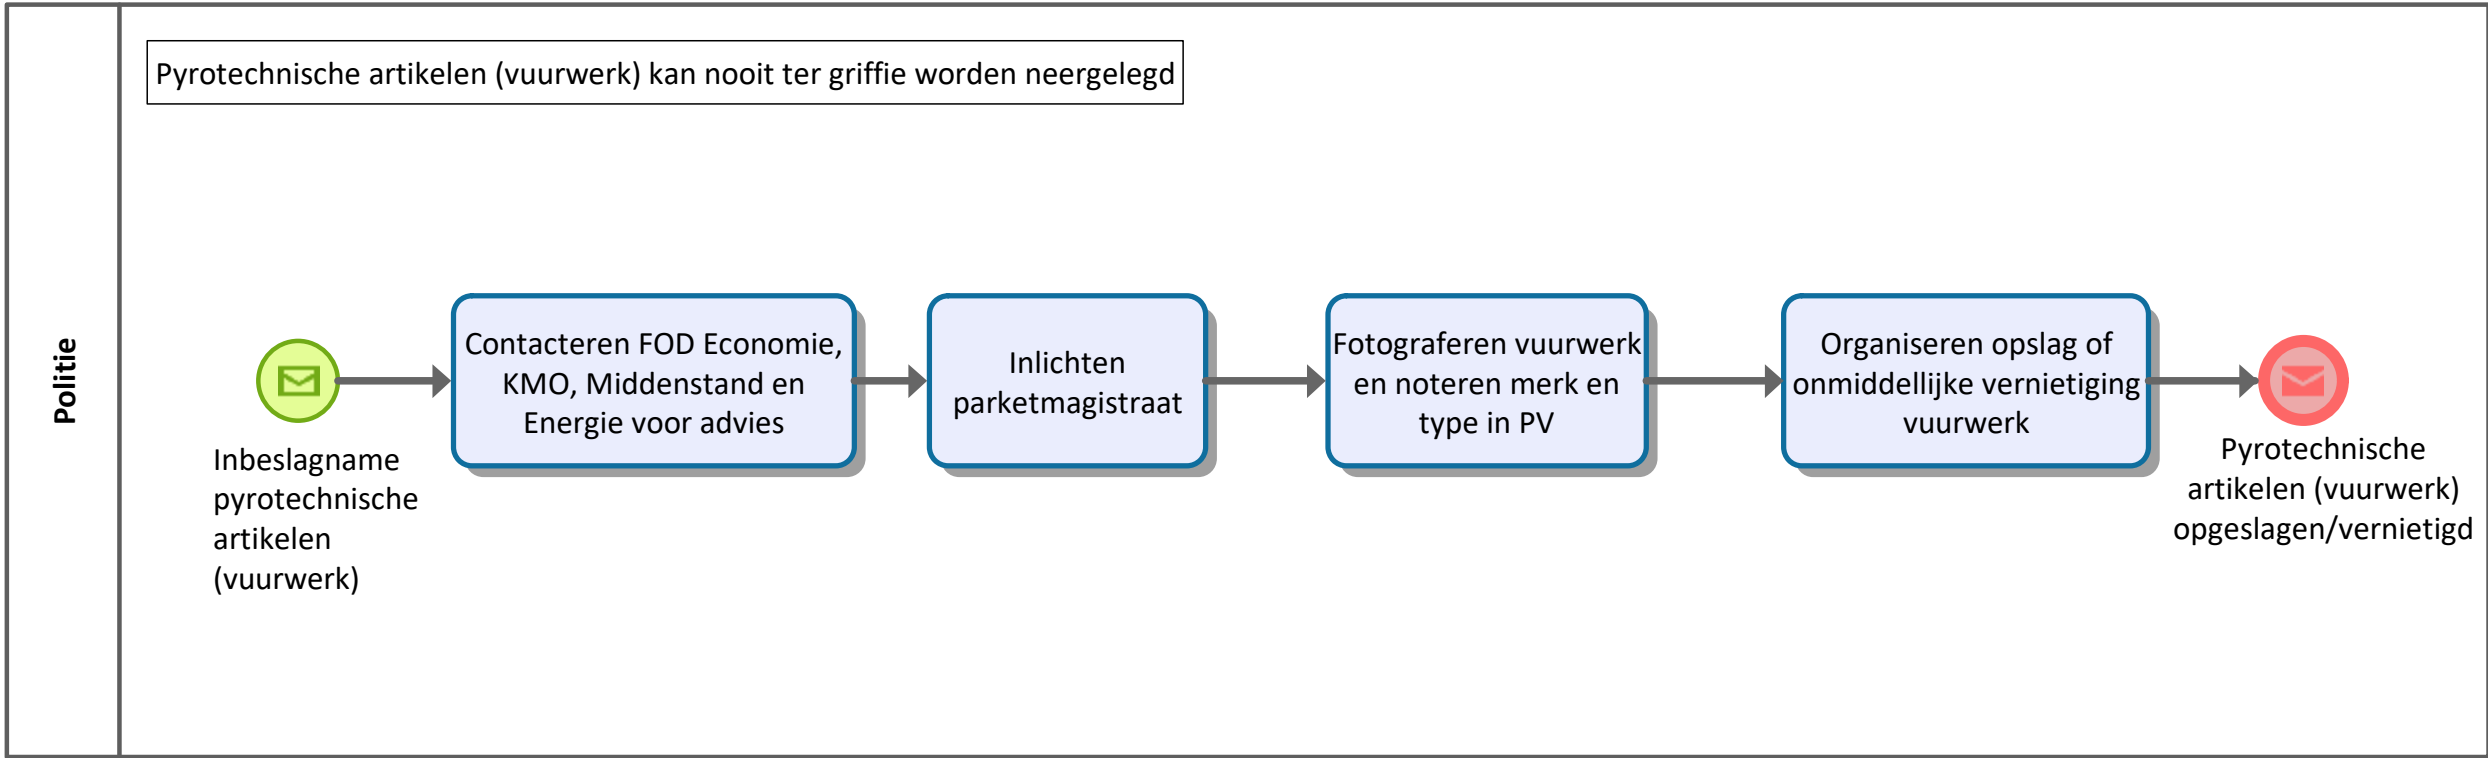 Politie
Pyrotechnische artikelen (vuurwerk) kan nooit ter griffie worden neergelegd
Inbeslagname
pyrotechnische
artikelen
(vuurwerk)
Contacteren FOD Economie,
KMO, Middenstand en
Energie voor advies
Inlichten
parketmagistraat
Fotograferen vuurwerk
en noteren merk en
type in PV
Organiseren opslag of
onmiddellijke vernietiging
vuurwerk
Pyrotechnische
artikelen (vuurwerk)
opgeslagen/vernietigd